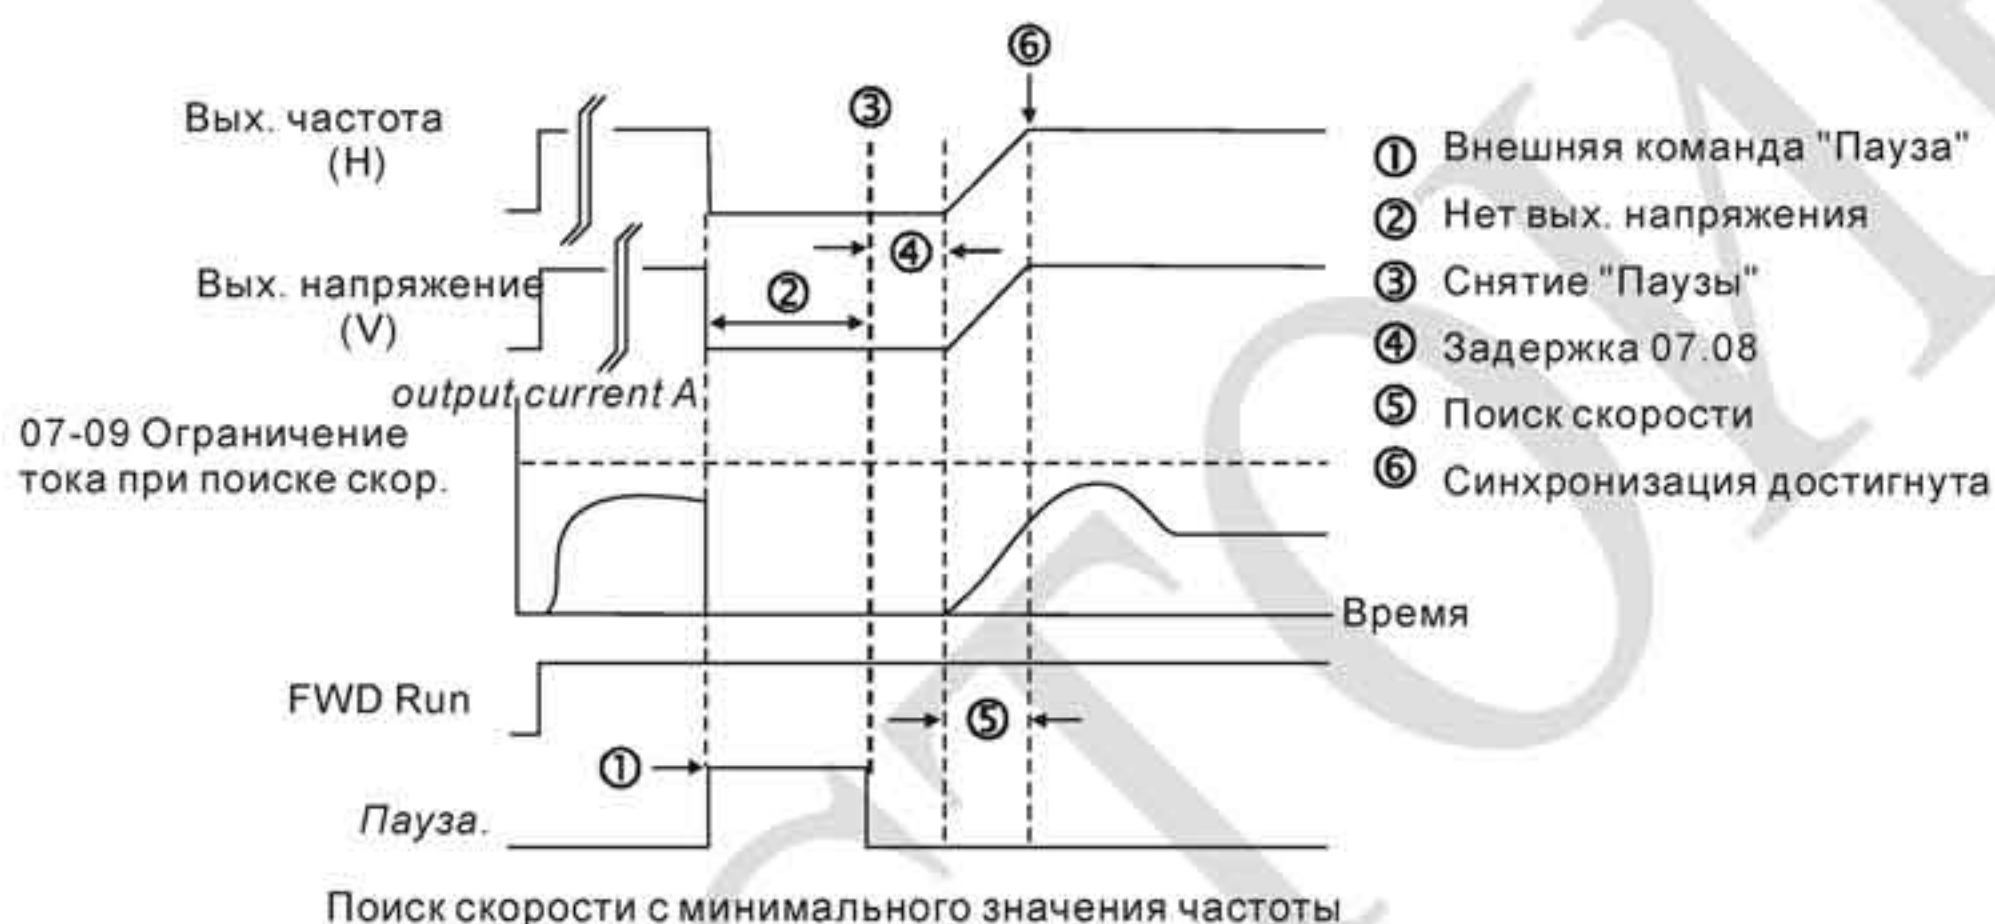 Вых. частота
(H)
Вых. напряжение
(V)
output current A
07-09 Ограничение
тока при поиске скор.
Время
FWD Run
Пауза.
⑥
③
④
②
⑤
①
① Внешняя команда "Пауза"
② Нет вых. напряжения
③ Снятие "Паузы"
④ Задержка 07.08
⑤ Поиск скорости
⑥ Синхронизация достигнута
Поиск скорости с минимального значения частоты